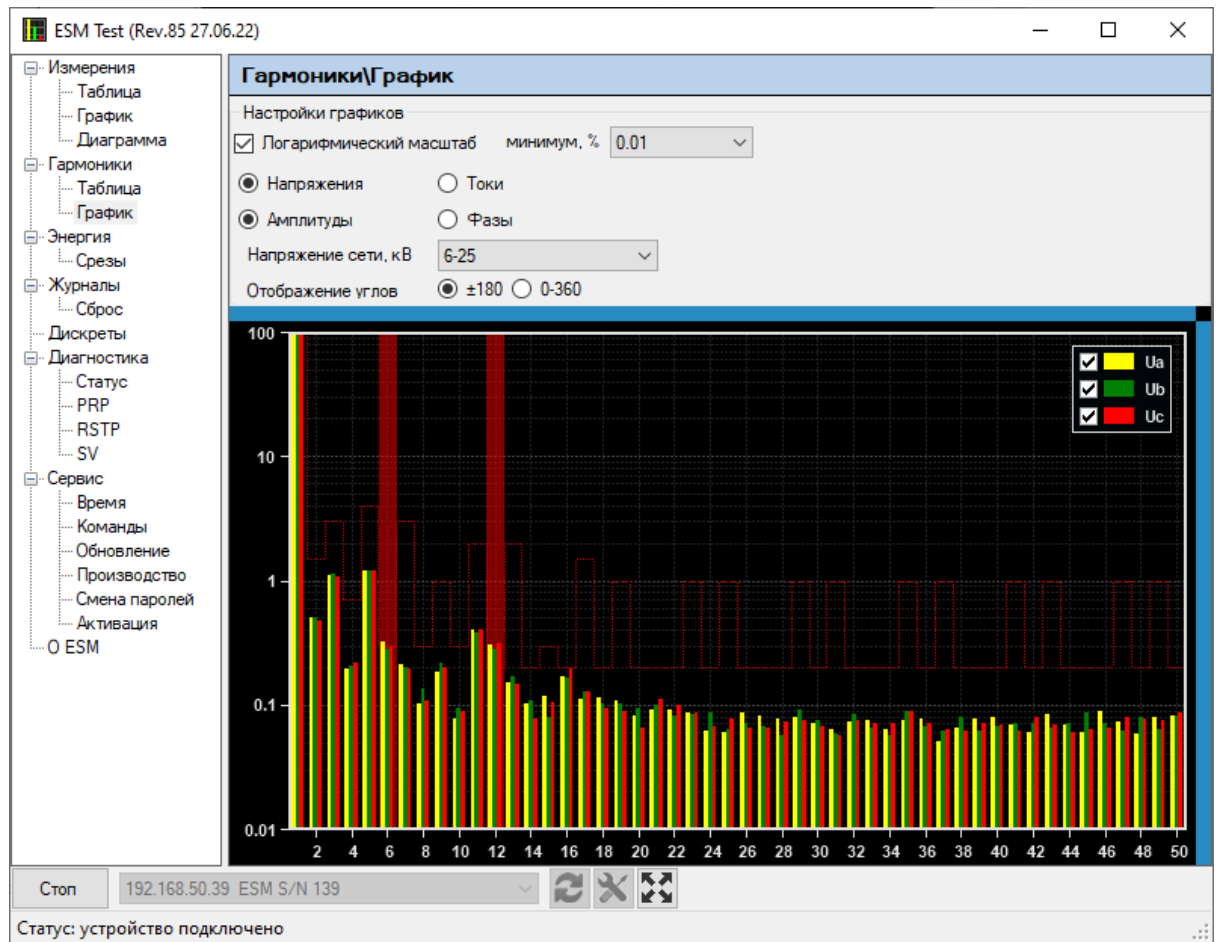 ESM Test (Rev.85 27.06.22)
Измерения
Таблица
График
Диаграмма
Гармоники
Таблица
График
Энергия
Срезы
Журналы
Сброс
Дискреты
Диагностика
Статус
PRP
RSTP
SV
Сервис
Время
Команды
Обновление
Производство
Смена паролей
Активация
О ESM
Гармоники\График
Настройки графиков
Логарифмический масштаб минимум, % 0.01
Напряжения Токи
Амплитуды Фазы
Напряжение сети, кВ 6-25
Отображение углов ±180 0-360
100
10
1
0.1
0.01
Ua
Ub
Uc
2 4 6 8 10 12 14 16 18 20 22 24 26 28 30 32 34 36 38 40 42 44 46 48 50
Стоп 192.168.50.39 ESM S/N 139
Статус: устройство подключено